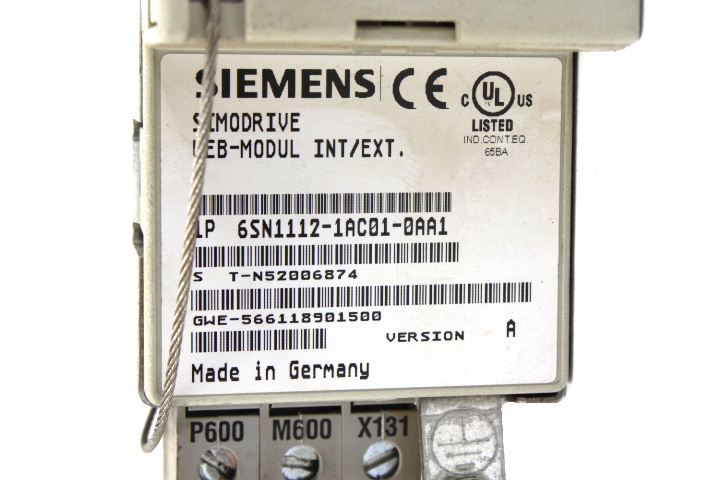 SIEMENS CE
C UL US
LISTED
IND.CONT.EQ.
65BA
SIMODRIVE
UEB-MODUL INT/EXT.
1P 6SN1112-1AC01-0AA1
S T-N52006874
GWE-566118901500
VERSION A
Made in Germany
P600 M600 X131